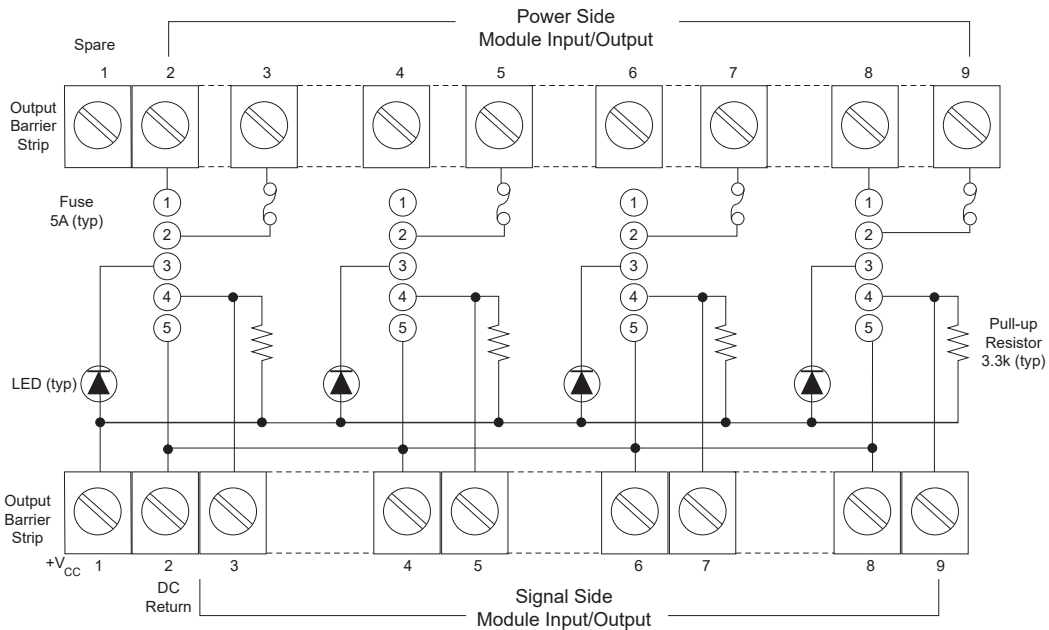 Power Side
Module Input/Output
Spare
1 2 3 4 5 6 7 8 9
Output
Barrier
Strip
Fuse
5A (typ)
1 1 1 1
2 2 2 2
3 3 3 3
4 4 4 4
5 5 5 5
Pull-up
Resistor
3.3k (typ)
LED (typ)
Output
Barrier
Strip
+VCC 1 2 3 4 5 6 7 8 9
DC
Return
Signal Side
Module Input/Output